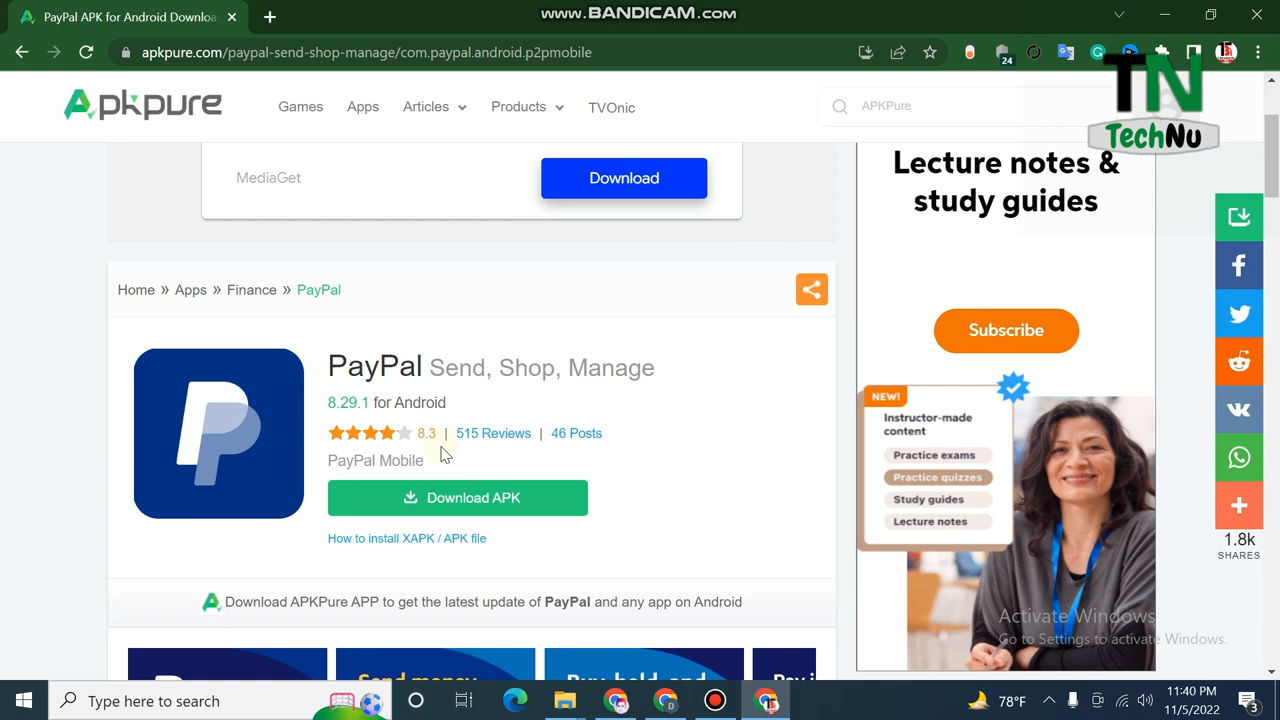 www.BANDICAM.com
PayPal APK for Android Downloa
apkpure.com/paypal-send-shop-manage/com.paypal.android.p2pmobile
24
TN
TechNu
Apkpure
Games
Apps
Articles
Products
TVOnic
APKPure
MediaGet
Download
Lecture notes &
study guides
Subscribe
NEW!
Instructor-made
content
Practice exams
Practice quizzes
Study guides
Lecture notes
Home » Apps » Finance » PayPal
PayPal Send, Shop, Manage
8.29.1 for Android
8.3 | 515 Reviews | 46 Posts
PayPal Mobile
Download APK
How to install XAPK / APK file
Download APKPure APP to get the latest update of PayPal and any app on Android
1.8k
SHARES
Activate Windows
Go to Settings to activate Windows.
Type here to search
78°F
11:40 PM
11/5/2022
3